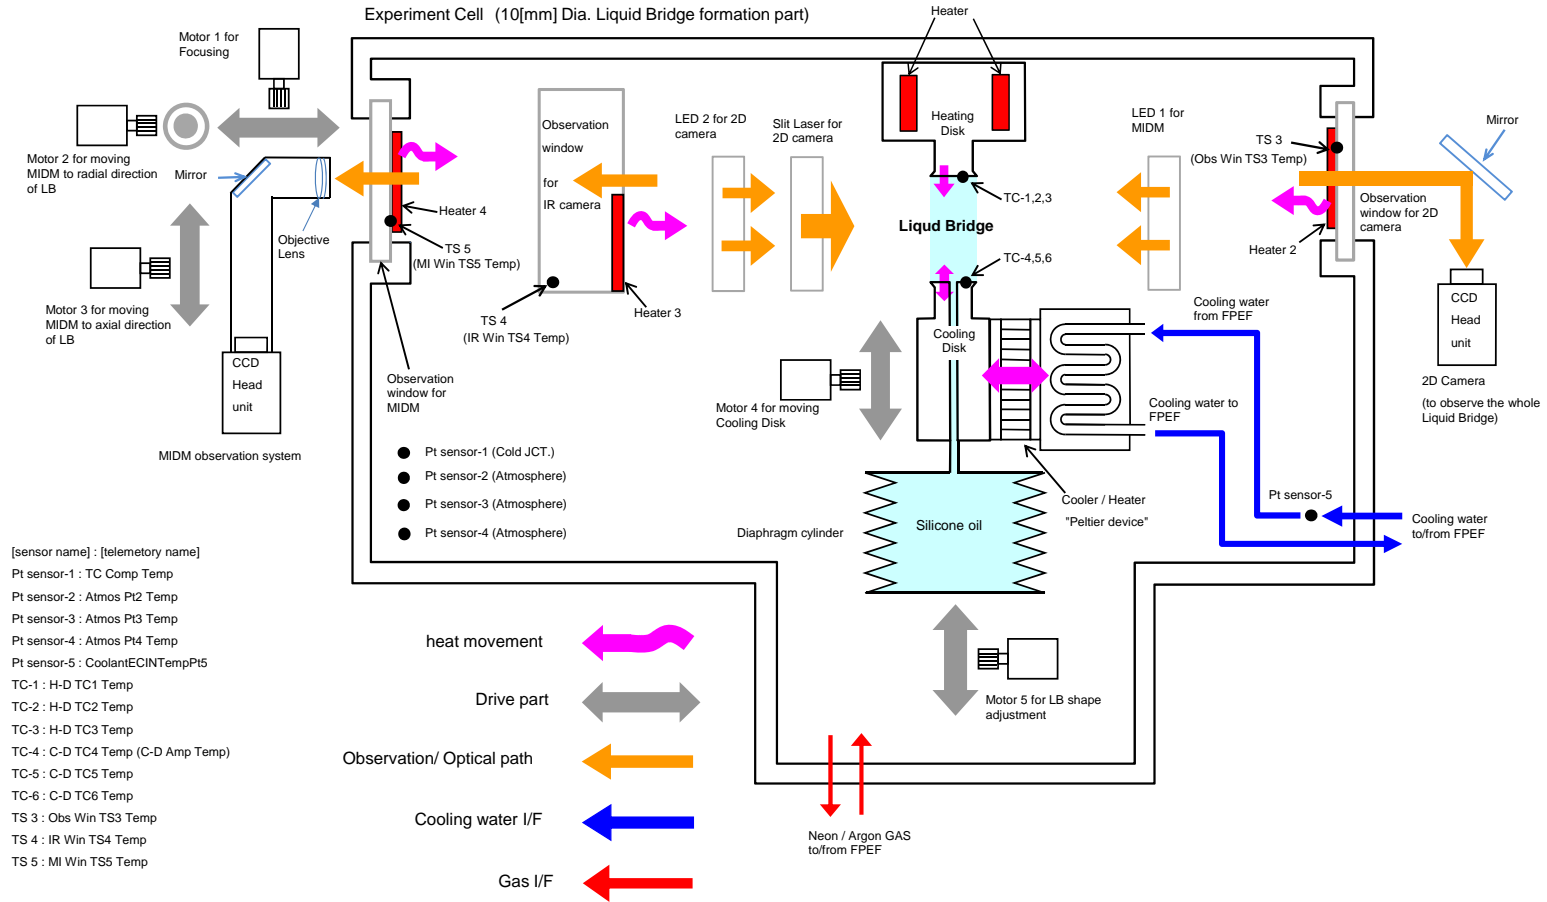 Experiment Cell (10[mm] Dia. Liquid Bridge formation part)
Heater
Motor 1 for
Focusing
Motor 2 for moving
MIDM to radial direction
of LB
Mirror
Objective
Lens
Motor 3 for moving
MIDM to axial direction
of LB
CCD
Head
unit
MIDM observation system
Heater 4
TS 5
(MI Win TS5 Temp)
Observation
window for
MIDM
Observation
window
for
IR camera
TS 4
(IR Win TS4 Temp)
Heater 3
LED 2 for 2D
camera
Slit Laser for
2D camera
Heating
Disk
TC-1,2,3
Liqud Bridge
TC-4,5,6
Cooling
Disk
LED 1 for
MIDM
TS 3
(Obs Win TS3 Temp)
Heater 2
Observation
window for 2D
camera
Mirror
CCD
Head
unit
2D Camera
(to observe the whole
Liquid Bridge)
Cooling water
from FPEF
Cooling water to
FPEF
Motor 4 for moving
Cooling Disk
Cooler / Heater
"Peltier device"
Pt sensor-5
Cooling water
to/from FPEF
Diaphragm cylinder
Silicone oil
Pt sensor-1 (Cold JCT.)
Pt sensor-2 (Atmosphere)
Pt sensor-3 (Atmosphere)
Pt sensor-4 (Atmosphere)
[sensor name] : [telemetory name]
Pt sensor-1 : TC Comp Temp
Pt sensor-2 : Atmos Pt2 Temp
Pt sensor-3 : Atmos Pt3 Temp
Pt sensor-4 : Atmos Pt4 Temp
Pt sensor-5 : CoolantECINTempPt5
TC-1 : H-D TC1 Temp
TC-2 : H-D TC2 Temp
TC-3 : H-D TC3 Temp
TC-4 : C-D TC4 Temp (C-D Amp Temp)
TC-5 : C-D TC5 Temp
TC-6 : C-D TC6 Temp
TS 3 : Obs Win TS3 Temp
TS 4 : IR Win TS4 Temp
TS 5 : MI Win TS5 Temp
heat movement
Drive part
Observation/ Optical path
Cooling water I/F
Gas I/F
Motor 5 for LB shape
adjustment
Neon / Argon GAS
to/from FPEF